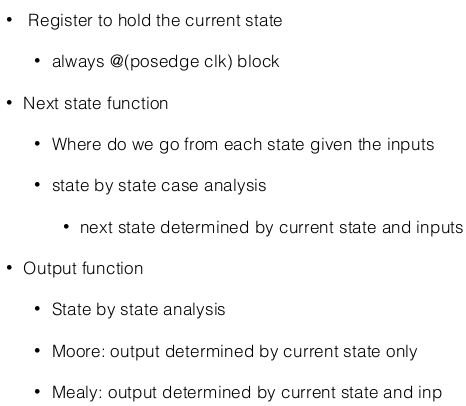 • Register to hold the current state
• always @(posedge clk) block
• Next state function
• Where do we go from each state given the inputs
• state by state case analysis
• next state determined by current state and inputs
• Output function
• State by state analysis
• Moore: output determined by current state only
• Mealy: output determined by current state and inp